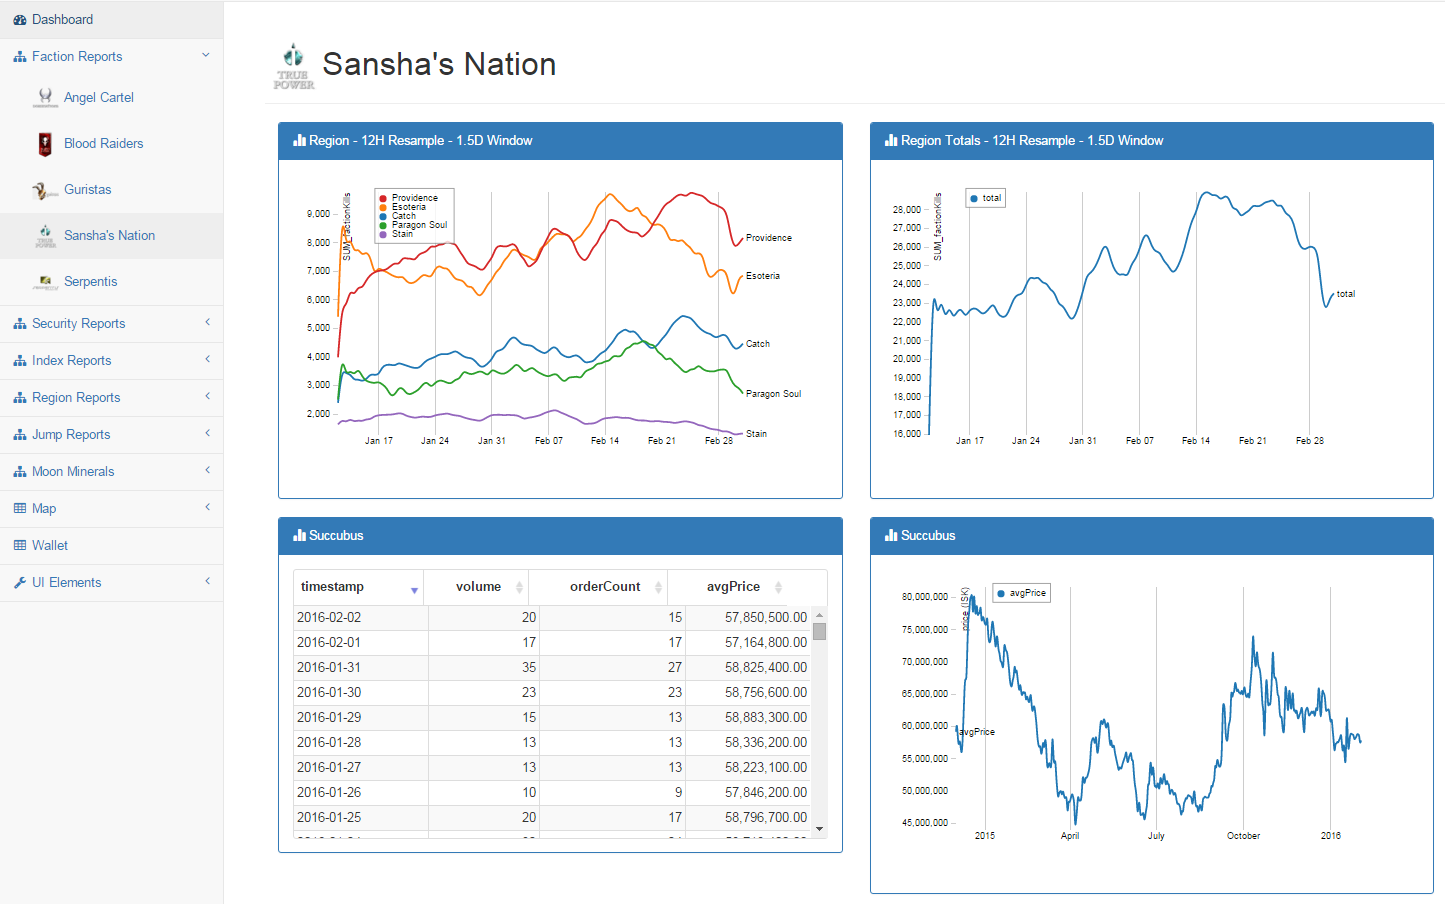 Dashboard
Faction Reports
Angel Cartel
Blood Raiders
Guristas
Sansha's Nation
Serpentis
Security Reports
Index Reports
Region Reports
Jump Reports
Moon Minerals
Map
Wallet
UI Elements
TRUE
POWER
Sansha's Nation
Region - 12H Resample - 1.5D Window
SUM_factionKills
Providence
Esoteria
Catch
Paragon Soul
Stain
9,000
8,000
7,000
6,000
5,000
4,000
3,000
2,000
Providence
Esoteria
Catch
Paragon Soul
Stain
Jan 17 Jan 24 Jan 31 Feb 07 Feb 14 Feb 21 Feb 28
Region Totals - 12H Resample - 1.5D Window
SUM_factionKills
total
28,000
27,000
26,000
25,000
24,000
23,000
22,000
21,000
20,000
19,000
18,000
17,000
16,000
total
Jan 17 Jan 24 Jan 31 Feb 07 Feb 14 Feb 21 Feb 28
Succubus
timestamp volume orderCount avgPrice
2016-02-02 20 15 57,850,500.00
2016-02-01 17 17 57,164,800.00
2016-01-31 35 27 58,825,400.00
2016-01-30 23 23 58,756,600.00
2016-01-29 15 13 58,883,300.00
2016-01-28 13 13 58,336,200.00
2016-01-27 13 13 58,223,100.00
2016-01-26 10 9 57,846,200.00
2016-01-25 20 17 58,796,700.00
Succubus
price (ISK)
avgPrice
80,000,000
75,000,000
70,000,000
65,000,000
60,000,000
55,000,000
50,000,000
45,000,000
avgPrice
2015 April July October 2016